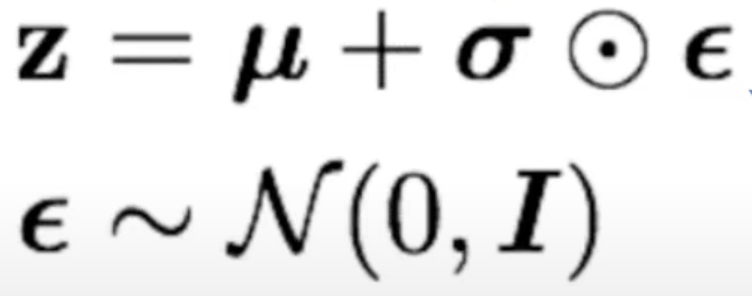 z = μ + σ ⊙ ϵ
ϵ ∼ 𝒩(0, I)